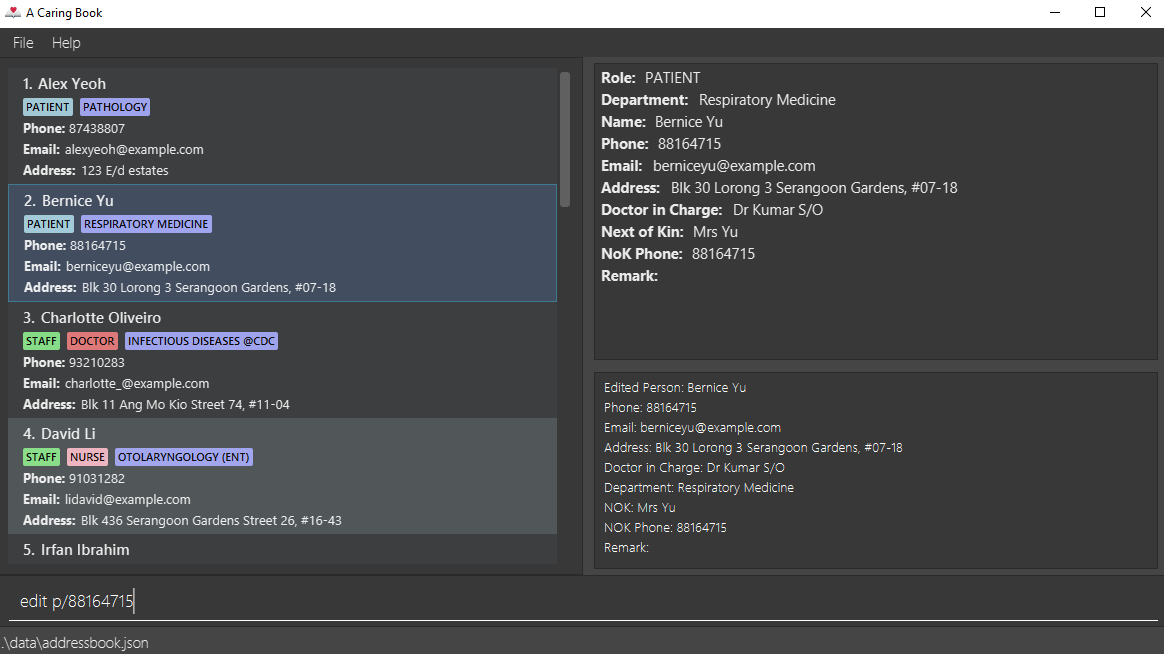 A Caring Book
File Help
1. Alex Yeoh
PATIENT PATHOLOGY
Phone: 87438807
Email: alexyeoh@example.com
Address: 123 E/d estates
2. Bernice Yu
PATIENT RESPIRATORY MEDICINE
Phone: 88164715
Email: berniceyu@example.com
Address: Blk 30 Lorong 3 Serangoon Gardens, #07-18
3. Charlotte Oliveiro
STAFF DOCTOR INFECTIOUS DISEASES @CDC
Phone: 93210283
Email: charlotte_@example.com
Address: Blk 11 Ang Mo Kio Street 74, #11-04
4. David Li
STAFF NURSE OTOLARYNGOLOGY (ENT)
Phone: 91031282
Email: lidavid@example.com
Address: Blk 436 Serangoon Gardens Street 26, #16-43
5. Irfan Ibrahim
Role: PATIENT
Department: Respiratory Medicine
Name: Bernice Yu
Phone: 88164715
Email: berniceyu@example.com
Address: Blk 30 Lorong 3 Serangoon Gardens, #07-18
Doctor in Charge: Dr Kumar S/O
Next of Kin: Mrs Yu
NoK Phone: 88164715
Remark:
Edited Person: Bernice Yu
Phone: 88164715
Email: berniceyu@example.com
Address: Blk 30 Lorong 3 Serangoon Gardens, #07-18
Doctor in Charge: Dr Kumar S/O
Department: Respiratory Medicine
NOK: Mrs Yu
NOK Phone: 88164715
Remark:
edit p/88164715
.\data\addressbook.json